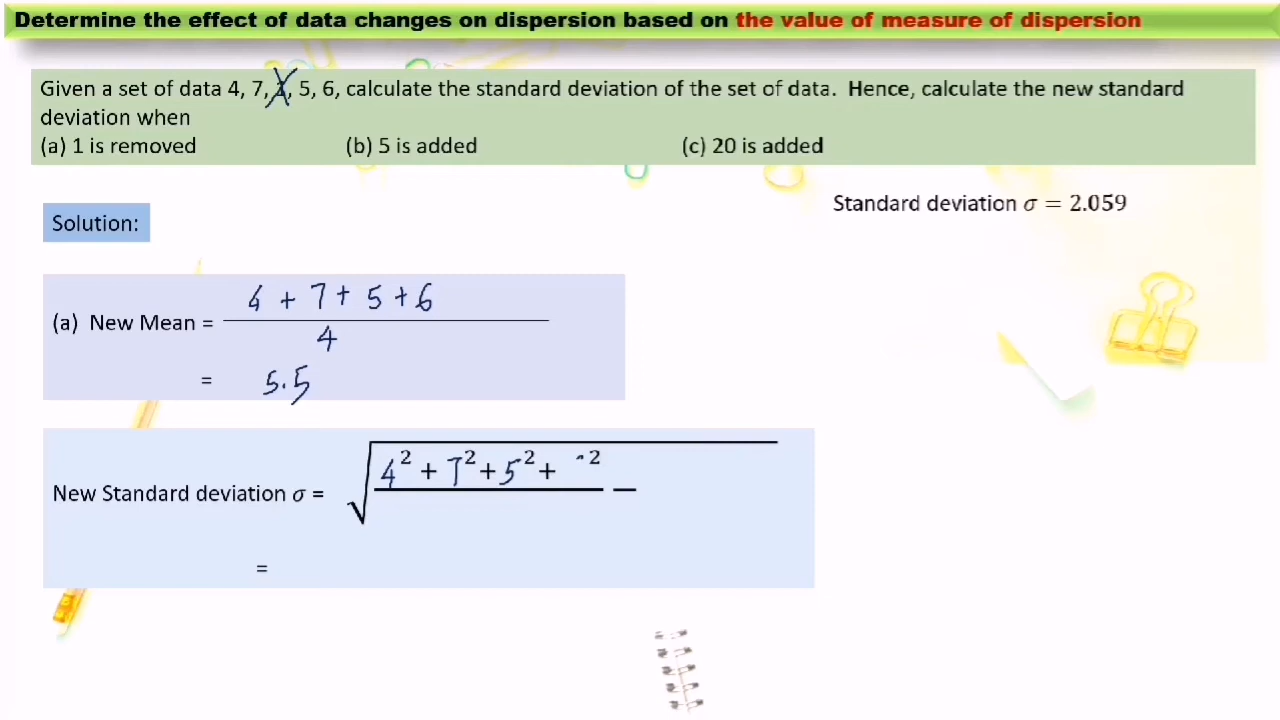 Determine the effect of data changes on dispersion based on the value of measure of dispersion
Given a set of data 4, 7, 1, 5, 6, calculate the standard deviation of the set of data. Hence, calculate the new standard
deviation when
(a) 1 is removed (b) 5 is added (c) 20 is added
Standard deviation σ = 2.059
Solution:
4 + 7 + 5 + 6
(a) New Mean =
4
= 5.5
4² + 7² + 5² + ²
New Standard deviation σ = √ −
=